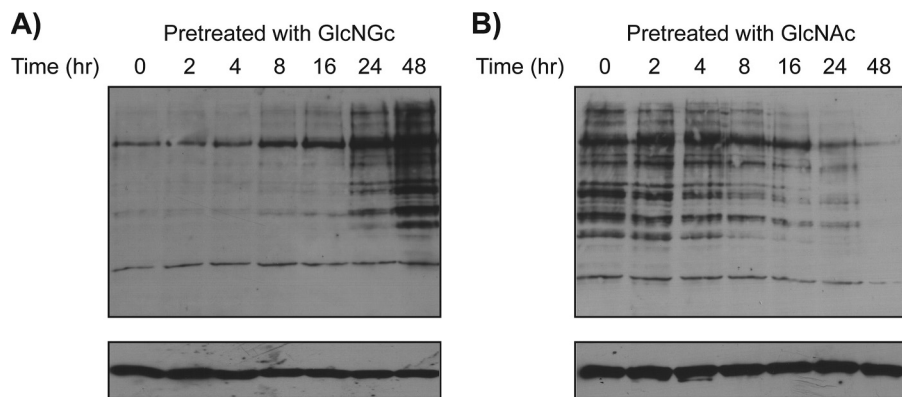 A)
Pretreated with GlcNGc
Time (hr) 0 2 4 8 16 24 48
B)
Pretreated with GlcNAc
Time (hr) 0 2 4 8 16 24 48